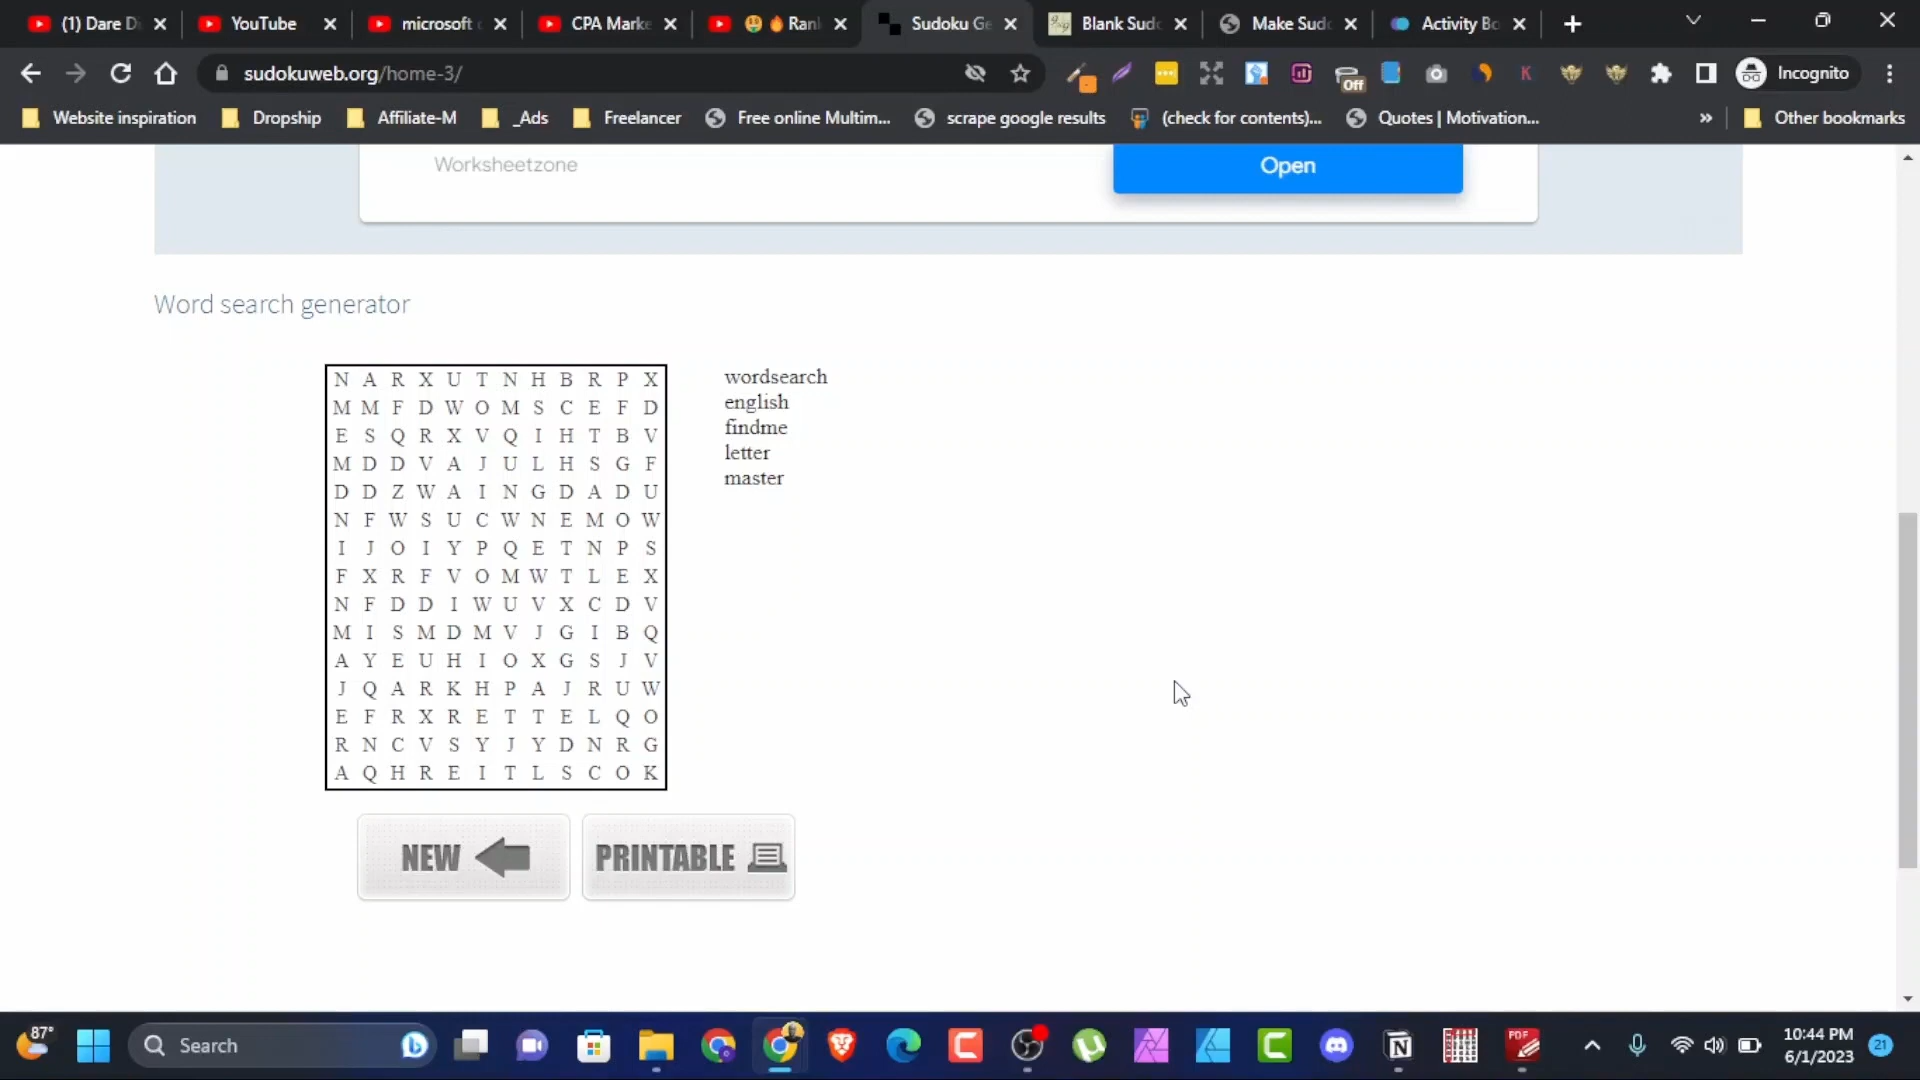 (1) Dare D
YouTube
microsoft
CPA Marke
Ran
Sudoku Ge
Blank Sud
Make Sud
Activity Bo
sudokuweb.org/home-3/
Off
K
Incognito
Website inspiration
Dropship
Affiliate-M
_Ads
Freelancer
Free online Multim...
scrape google results
(check for contents)...
Quotes | Motivation...
»
Other bookmarks
Worksheetzone
Open
Word search generator
N A R X U T N H B R P X
M M F D W O M S C E F D
E S Q R X V Q I H T B V
M D D V A J U L H S G F
D D Z W A I N G D A D U
N F W S U C W N E M O W
I J O I Y P Q E T N P S
F X R F V O M W T L E X
N F D D I W U V X C D V
M I S M D M V J G I B Q
A Y E U H I O X G S J V
J Q A R K H P A J R U W
E F R X R E T T E L Q O
R N C V S Y J Y D N R G
A Q H R E I T L S C O K
wordsearch
english
findme
letter
master
NEW
PRINTABLE
87°
Search
PDF
10:44 PM
6/1/2023
21